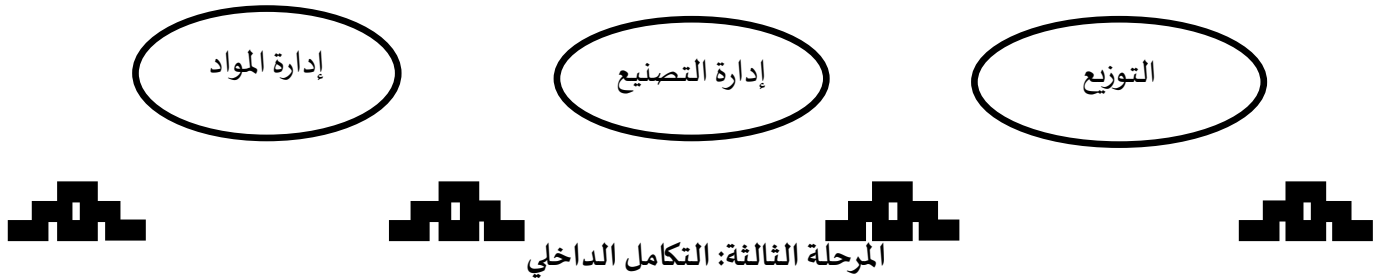 التوزيع
إدارة التصنيع
إدارة المواد
المرحلة الثالثة: التكامل الداخلي